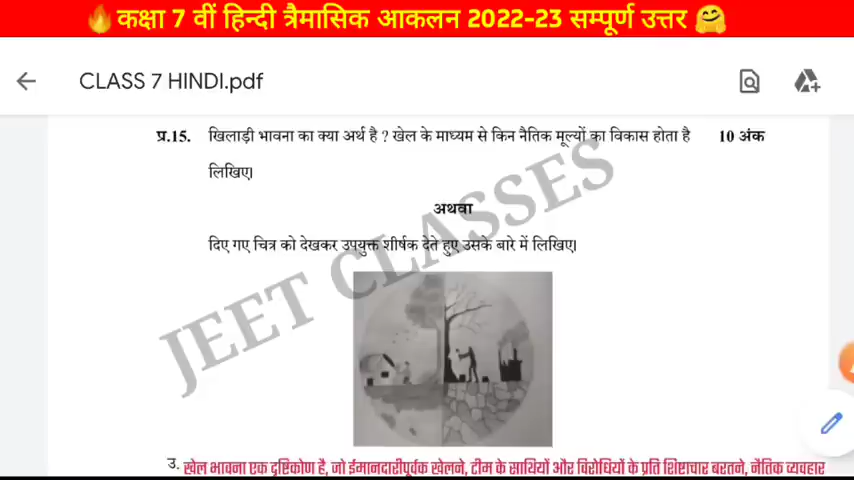 🔥कक्षा 7 वीं हिन्दी त्रैमासिक आकलन 2022-23 सम्पूर्ण उत्तर 🤗
CLASS 7 HINDI.pdf
प्र.15. खिलाड़ी भावना का क्या अर्थ है ? खेल के माध्यम से किन नैतिक मूल्यों का विकास होता है 10 अंक
लिखिए।
अथवा
दिए गए चित्र को देखकर उपयुक्त शीर्षक देते हुए उसके बारे में लिखिए।
JEET CLASSES
उ. खेल भावना एक दृष्टिकोण है, जो ईमानदारीपूर्वक खेलने, टीम के साथियों और विरोधियों के प्रति शिष्टाचार बरतने, नैतिक व्यवहार